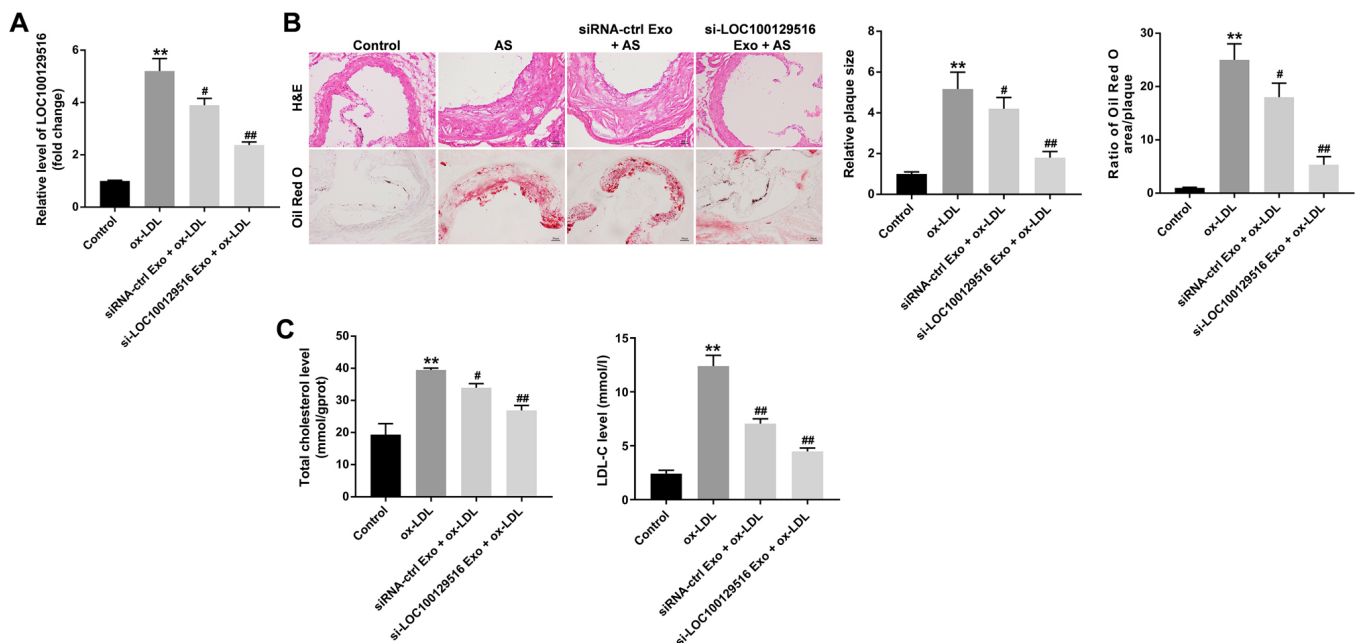 A
Relative level of LOC100129516
(fold change)
8
6
4
2
0
**
#
##
Control
ox-LDL
siRNA-ctrl Exo + ox-LDL
si-LOC100129516 Exo + ox-LDL
B
Control
AS
siRNA-ctrl Exo
+ AS
si-LOC100129516
Exo + AS
H&E
Oil Red O
Relative plaque size
8
6
4
2
0
**
#
##
Control
ox-LDL
siRNA-ctrl Exo + ox-LDL
si-LOC100129516 Exo + ox-LDL
Ratio of Oil Red O
area/plaque
30
20
10
0
**
#
##
Control
ox-LDL
siRNA-ctrl Exo + ox-LDL
si-LOC100129516 Exo + ox-LDL
C
Total cholesterol level
(mmol/gprot)
50
40
30
20
10
0
**
#
##
Control
ox-LDL
siRNA-ctrl Exo + ox-LDL
si-LOC100129516 Exo + ox-LDL
LDL-C level (mmol/l)
15
10
5
0
**
##
##
Control
ox-LDL
siRNA-ctrl Exo + ox-LDL
si-LOC100129516 Exo + ox-LDL